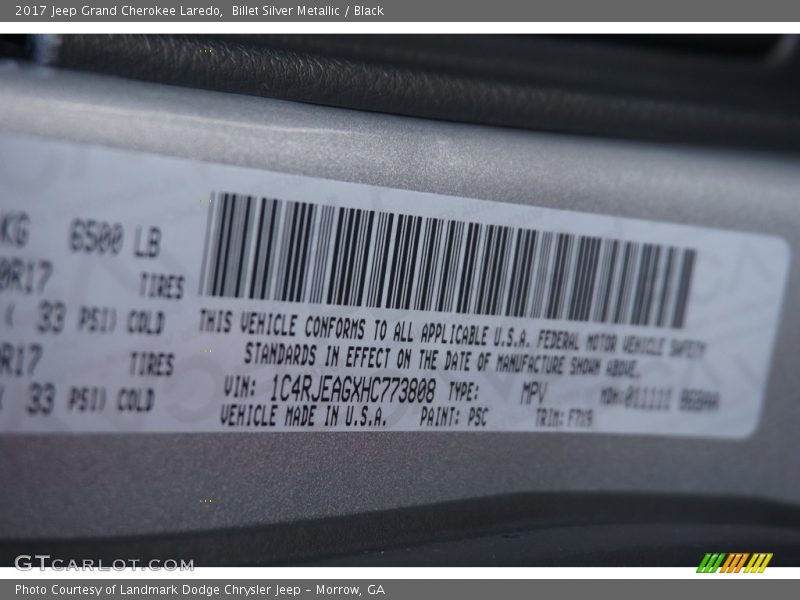 2017 Jeep Grand Cherokee Laredo, Billet Silver Metallic / Black
KG 6500 LB
0R17 TIRES
( 33 PSI) COLD
R17 TIRES
( 33 PSI) COLD
THIS VEHICLE CONFORMS TO ALL APPLICABLE U.S.A. FEDERAL MOTOR VEHICLE SAFETY
STANDARDS IN EFFECT ON THE DATE OF MANUFACTURE SHOWN ABOVE.
VIN: 1C4RJEAGXHC773808 TYPE: MPV MDH:011111
VEHICLE MADE IN U.S.A. PAINT: PSC TRIM:
GTcarlot.com
Photo Courtesy of Landmark Dodge Chrysler Jeep – Morrow, GA